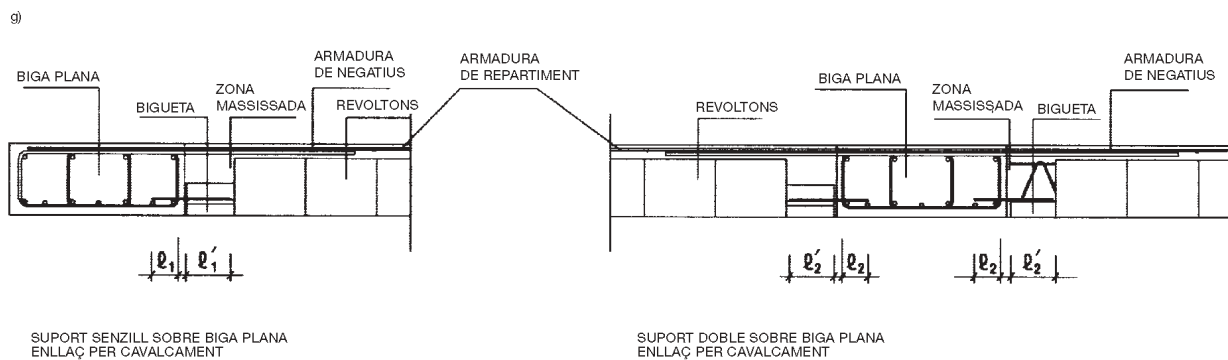 g)
ARMADURA
DE NEGATIUS
BIGA PLANA
ZONA
MASSISSADA
BIGUETA
REVOLTONS
ARMADURA
DE REPARTIMENT
REVOLTONS
BIGA PLANA
ZONA
MASSISSADA
BIGUETA
ARMADURA
DE NEGATIUS
ℓ₁ ℓ′₁
ℓ′₂ ℓ₂ ℓ₂ ℓ′₂
SUPORT SENZILL SOBRE BIGA PLANA
ENLLAÇ PER CAVALCAMENT
SUPORT DOBLE SOBRE BIGA PLANA
ENLLAÇ PER CAVALCAMENT